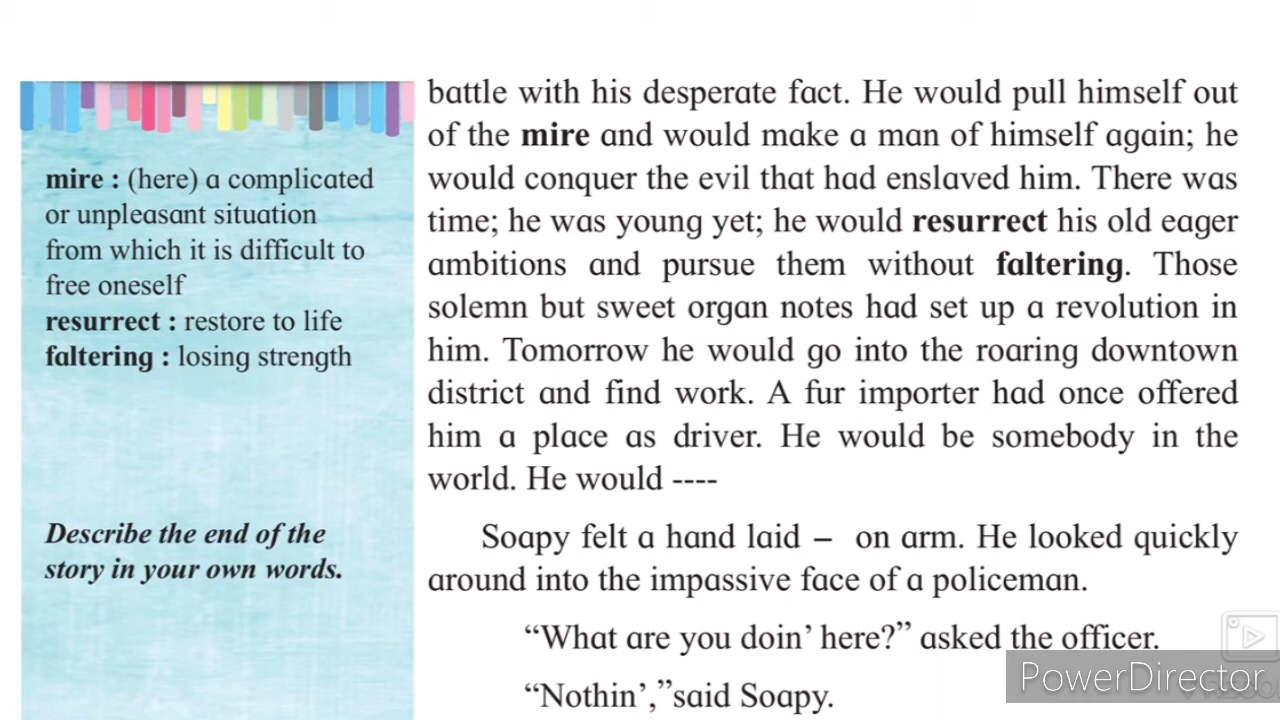 mire : (here) a complicated
or unpleasant situation
from which it is difficult to
free oneself
resurrect : restore to life
faltering : losing strength
Describe the end of the
story in your own words.
battle with his desperate fact. He would pull himself out
of the mire and would make a man of himself again; he
would conquer the evil that had enslaved him. There was
time; he was young yet; he would resurrect his old eager
ambitions and pursue them without faltering. Those
solemn but sweet organ notes had set up a revolution in
him. Tomorrow he would go into the roaring downtown
district and find work. A fur importer had once offered
him a place as driver. He would be somebody in the
world. He would ----
Soapy felt a hand laid – on arm. He looked quickly
around into the impassive face of a policeman.
“What are you doin’ here?” asked the officer.
“Nothin’,”said Soapy.
PowerDirector